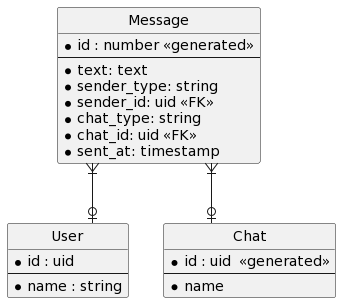 Message
id : number «generated»
text: text
sender_type: string
sender_id: uid «FK»
chat_type: string
chat_id: uid «FK»
sent_at: timestamp
User
id : uid
name : string
Chat
id : uid «generated»
name